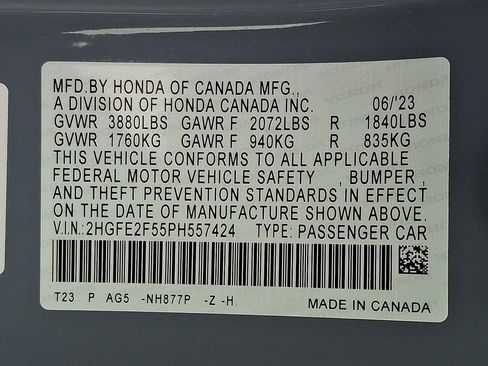 MFD.BY HONDA OF CANADA MFG.,
A DIVISION OF HONDA CANADA INC. 06/'23
GVWR 3880LBS GAWR F 2072LBS R 1840LBS
GVWR 1760KG GAWR F 940KG R 835KG
THIS VEHICLE CONFORMS TO ALL APPLICABLE
FEDERAL MOTOR VEHICLE SAFETY , BUMPER ,
AND THEFT PREVENTION STANDARDS IN EFFECT
ON THE DATE OF MANUFACTURE SHOWN ABOVE.
V.I.N.:2HGFE2F55PH557424 TYPE: PASSENGER CAR
T23 P AG5 -NH877P -Z -H. MADE IN CANADA